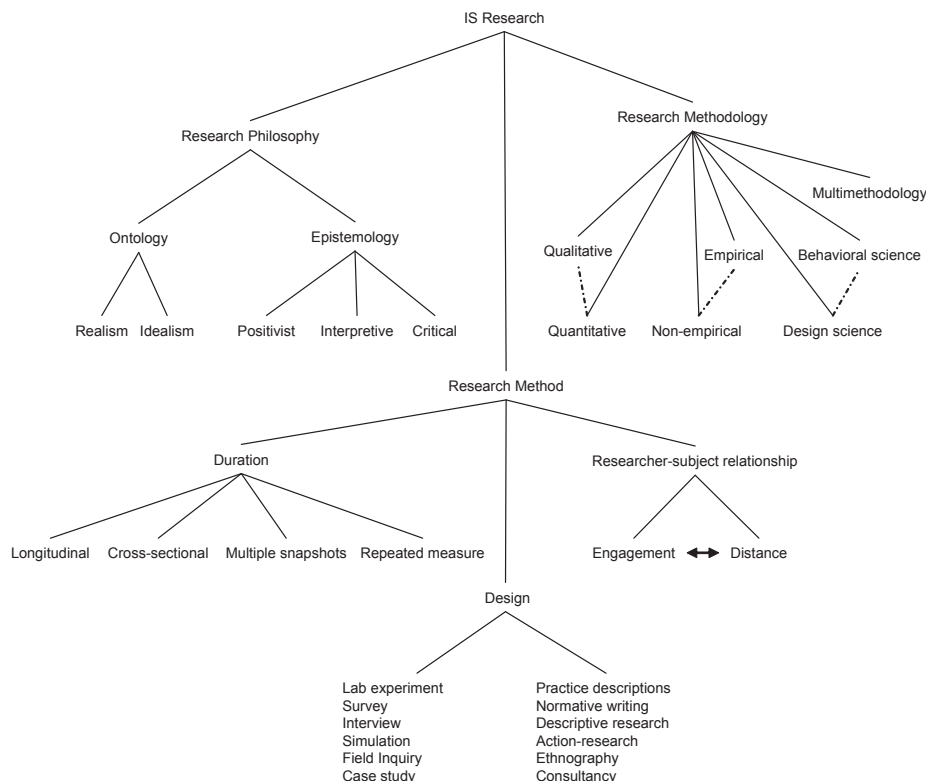 IS Research
Research Methodology
Research Philosophy
Multimethodology
Ontology
Epistemology
Qualitative
Empirical
Behavioral science
Realism
Idealism
Positivist
Interpretive
Critical
Quantitative
Non-empirical
Design science
Research Method
Duration
Researcher-subject relationship
Longitudinal
Cross-sectional
Multiple snapshots
Repeated measure
Engagement
Distance
Design
Lab experiment
Survey
Interview
Simulation
Field Inquiry
Case study
Practice descriptions
Normative writing
Descriptive research
Action-research
Ethnography
Consultancy